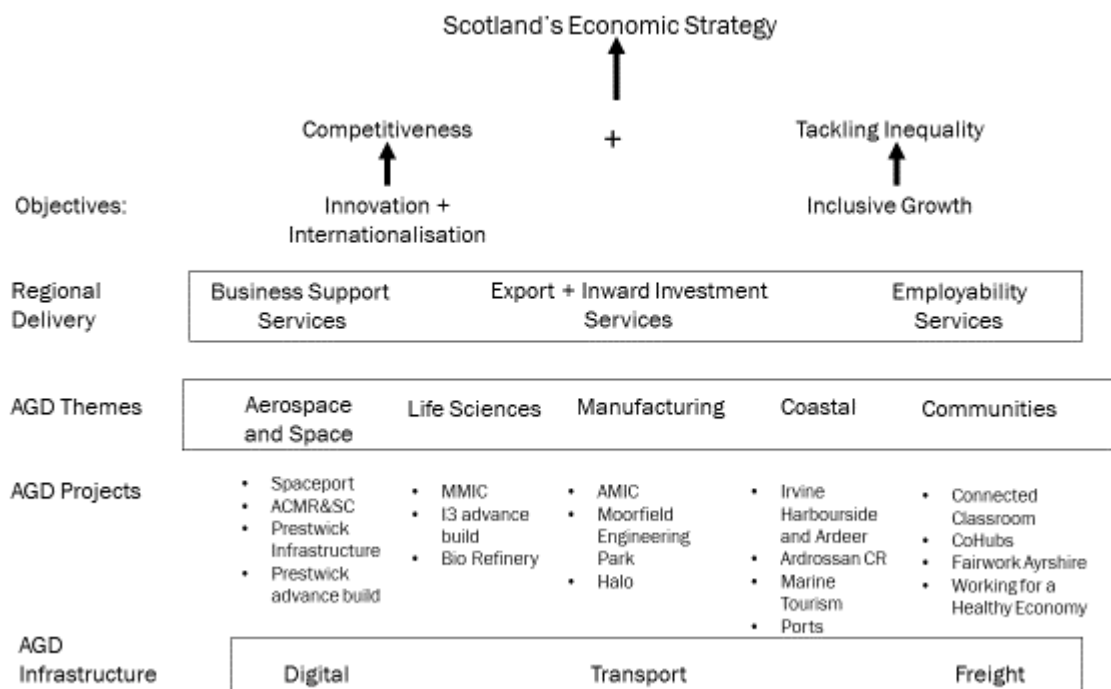 Scotland's Economic Strategy
Competitiveness
+
Tackling Inequality
Objectives:
Innovation +
Internationalisation
Inclusive Growth
Regional
Delivery
Business Support
Services
Export + Inward Investment
Services
Employability
Services
AGD Themes
Aerospace
and Space
Life Sciences
Manufacturing
Coastal
Communities
AGD Projects
• Spaceport
• ACMR&SC
• Prestwick
Infrastructure
• Prestwick
advance build
• MMIC
• I3 advance
build
• Bio Refinery
• AMIC
• Moorfield
Engineering
Park
• Halo
• Irvine
Harbourside
and Ardeer
• Ardrossan CR
• Marine
Tourism
• Ports
• Connected
Classroom
• CoHubs
• Fairwork Ayrshire
• Working for a
Healthy Economy
AGD
Infrastructure
Digital
Transport
Freight